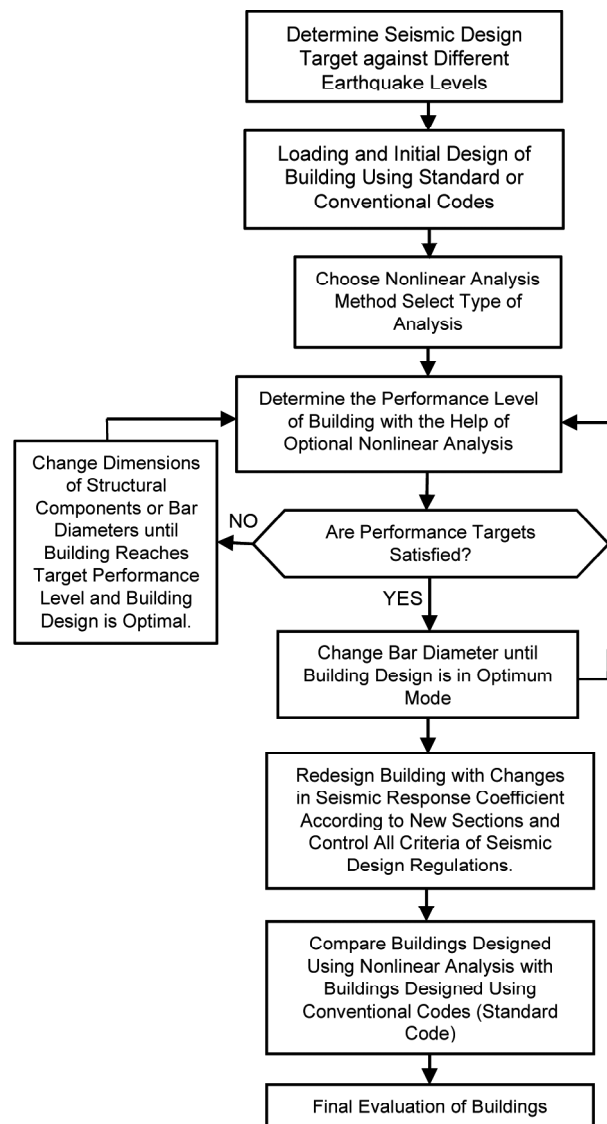 Determine Seismic Design
Target against Different
Earthquake Levels
Loading and Initial Design of
Building Using Standard or
Conventional Codes
Choose Nonlinear Analysis
Method Select Type of
Analysis
Determine the Performance Level
of Building with the Help of
Optional Nonlinear Analysis
Change Dimensions
of Structural
Components or Bar
Diameters until
Building Reaches
Target Performance
Level and Building
Design is Optimal.
NO
Are Performance Targets
Satisfied?
YES
Change Bar Diameter until
Building Design is in Optimum
Mode
Redesign Building with Changes
in Seismic Response Coefficient
According to New Sections and
Control All Criteria of Seismic
Design Regulations.
Compare Buildings Designed
Using Nonlinear Analysis with
Buildings Designed Using
Conventional Codes (Standard
Code)
Final Evaluation of Buildings